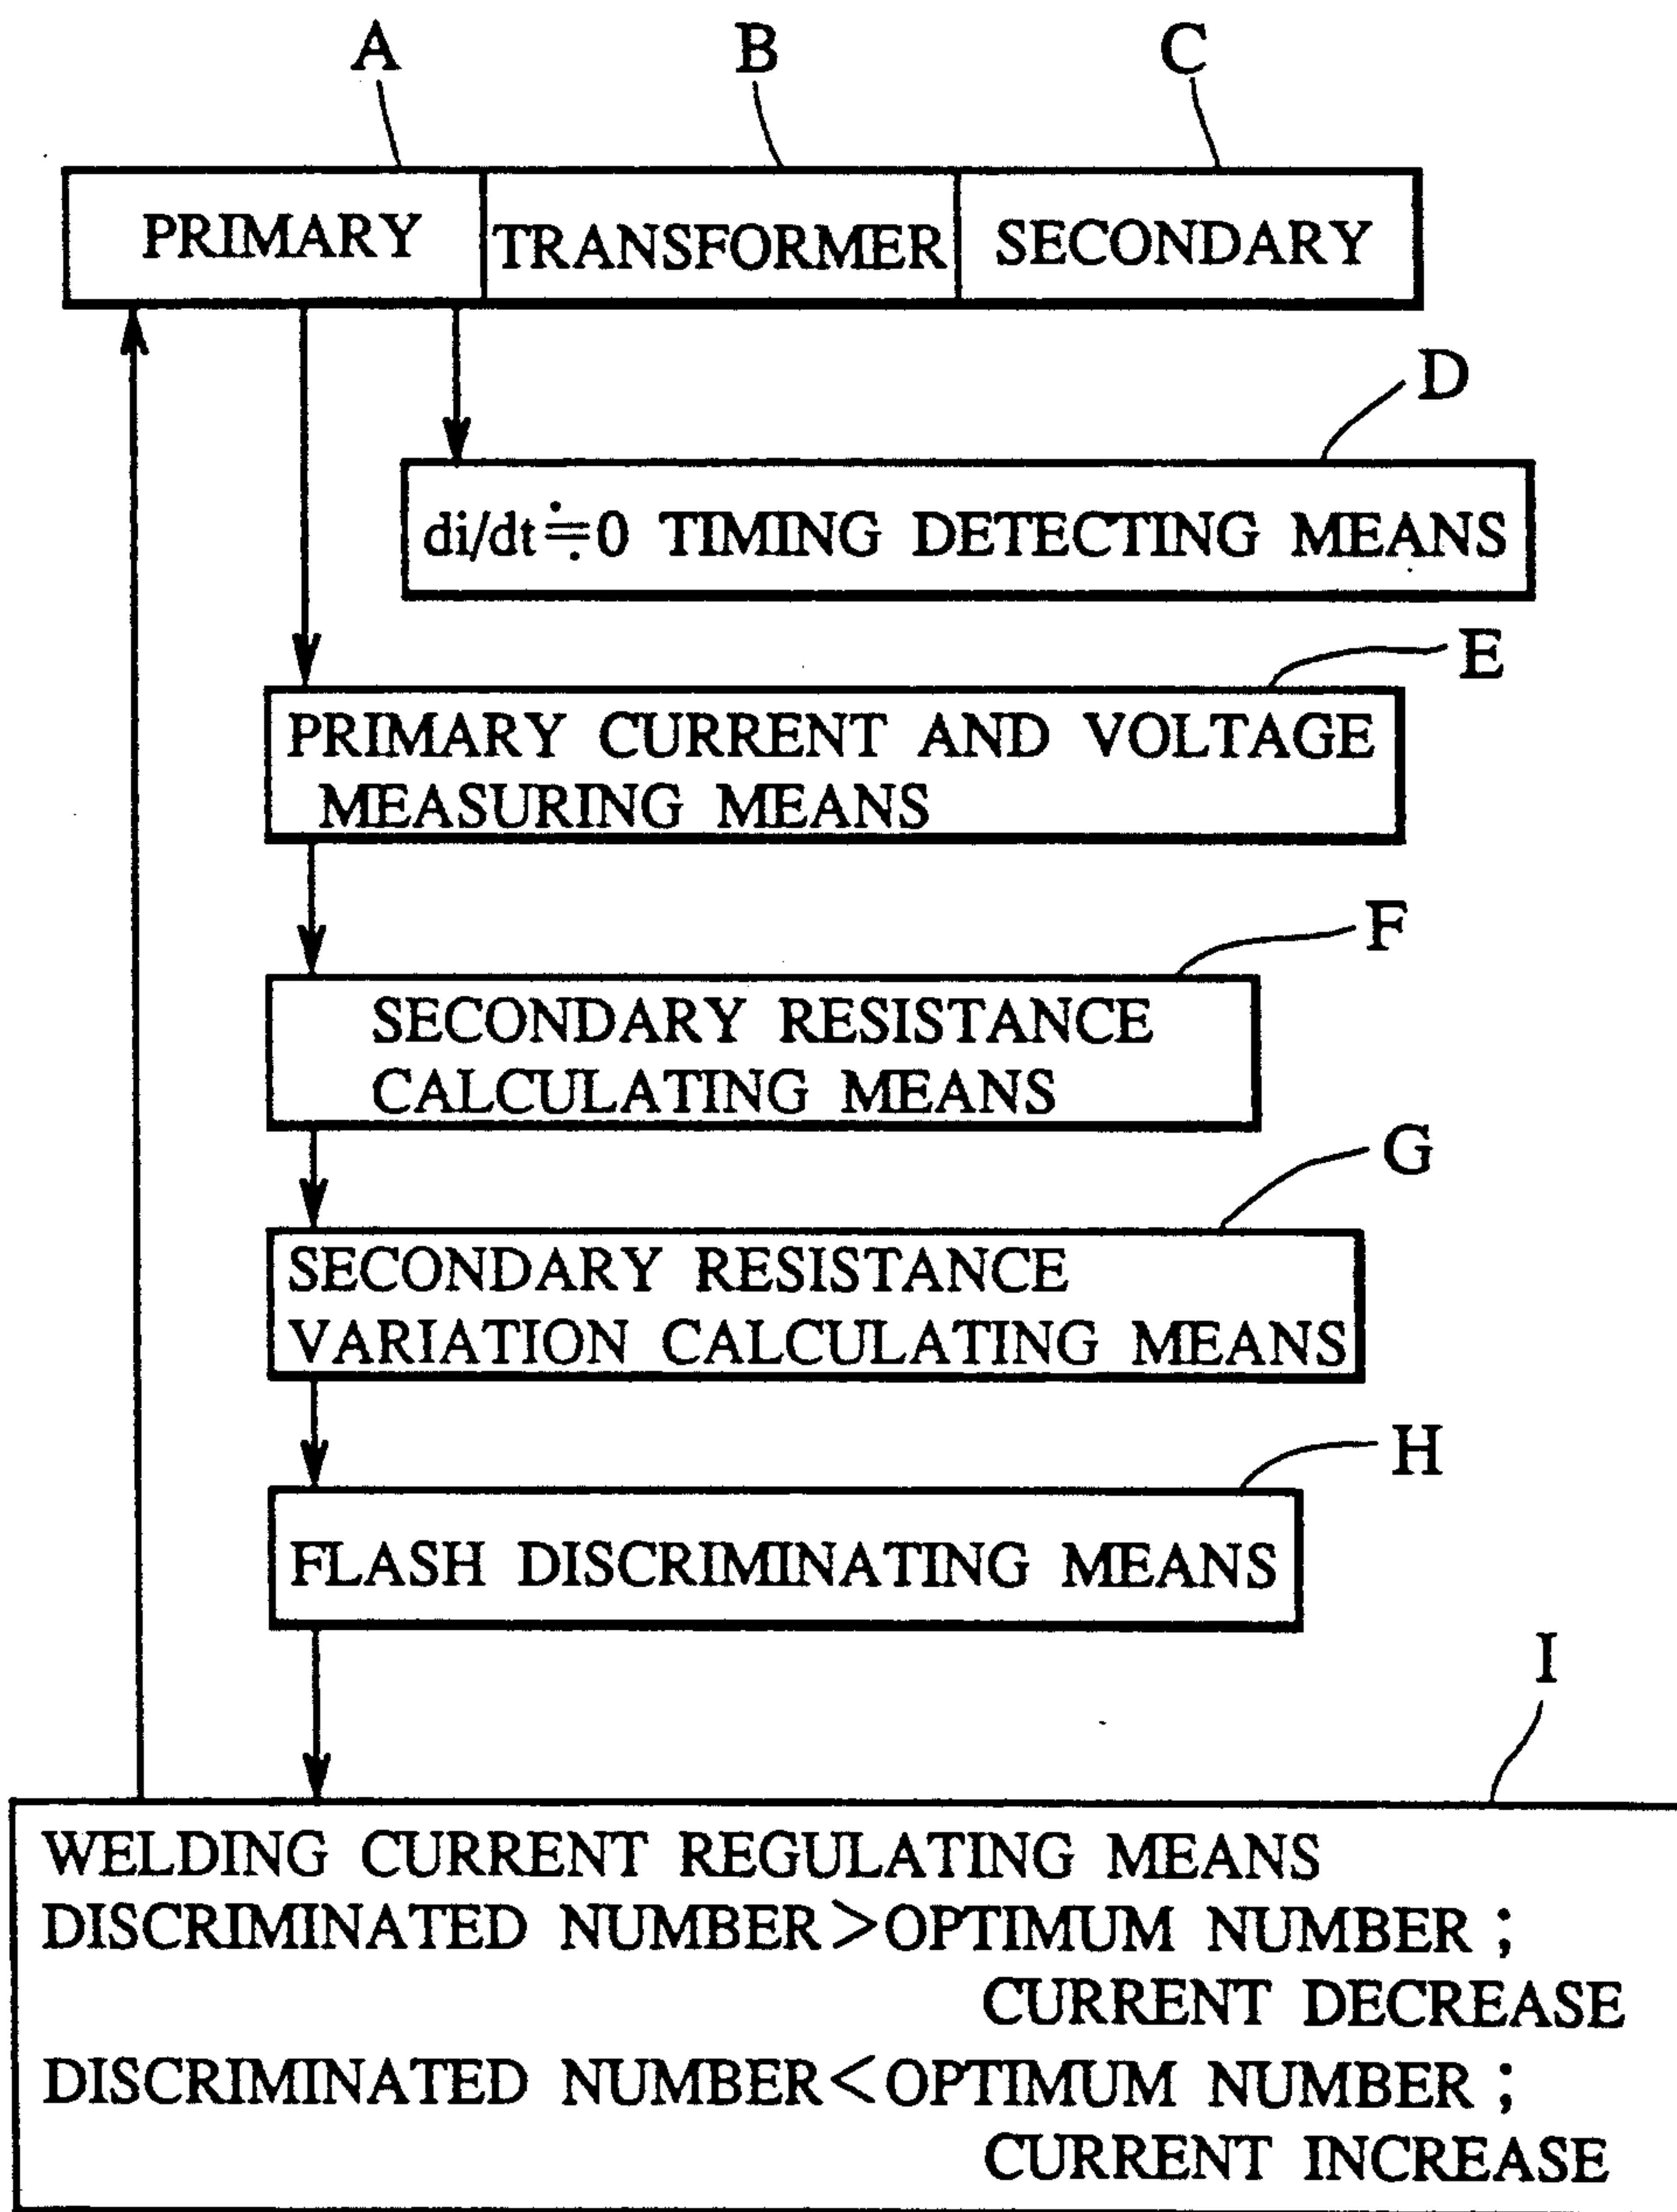 A B C
PRIMARY TRANSFORMER SECONDARY
D
di/dt≒0 TIMING DETECTING MEANS
E
PRIMARY CURRENT AND VOLTAGE
MEASURING MEANS
F
SECONDARY RESISTANCE
CALCULATING MEANS
G
SECONDARY RESISTANCE
VARIATION CALCULATING MEANS
H
FLASH DISCRIMINATING MEANS
I
WELDING CURRENT REGULATING MEANS
DISCRIMINATED NUMBER>OPTIMUM NUMBER;
CURRENT DECREASE
DISCRIMINATED NUMBER<OPTIMUM NUMBER;
CURRENT INCREASE